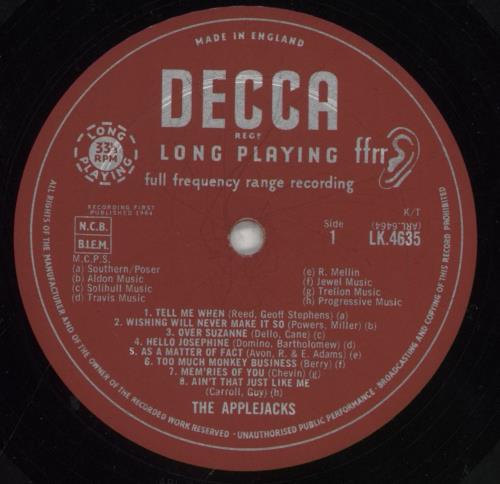 MADE IN ENGLAND
DECCA
REGD
LONG PLAYING ffrr
full frequency range recording
LONG PLAYING
33⅓
RPM
RECORDING FIRST
PUBLISHED 1964
N.C.B.
B.I.E.M.
Side
1
K/T
(ARL.6464)
LK.4635
M.C.P.S.
(a) Southern/Poser
(b) Aldon Music
(c) Solihull Music
(d) Travis Music
(e) R. Mellin
(f) Jewel Music
(g) Trelion Music
(h) Progressive Music
1. TELL ME WHEN (Reed, Geoff Stephens) (a)
2. WISHING WILL NEVER MAKE IT SO (Powers, Miller) (b)
3. OVER SUZANNE (Dello, Cane) (c)
4. HELLO JOSEPHINE (Domino, Bartholomew) (d)
5. AS A MATTER OF FACT (Avon, R. & E. Adams) (e)
6. TOO MUCH MONKEY BUSINESS (Berry) (f)
7. MEM'RIES OF YOU (Chevin) (g)
8. AIN'T THAT JUST LIKE ME
(Carroll, Guy) (h)
THE APPLEJACKS
ALL RIGHTS OF THE MANUFACTURER AND OF THE OWNER OF THE RECORDED WORK RESERVED · UNAUTHORISED PUBLIC PERFORMANCE · BROADCASTING AND COPYING OF THIS RECORD PROHIBITED